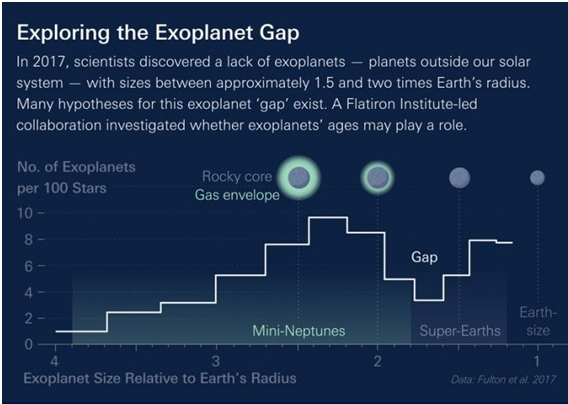 Exploring the Exoplanet Gap
In 2017, scientists discovered a lack of exoplanets — planets outside our solar
system — with sizes between approximately 1.5 and two times Earth’s radius.
Many hypotheses for this exoplanet ‘gap’ exist. A Flatiron Institute-led
collaboration investigated whether exoplanets’ ages may play a role.
No. of Exoplanets
per 100 Stars
Rocky core
Gas envelope
10
8
6
4
2
0
Gap
Mini-Neptunes
Super-Earths
Earth-
size
4
3
2
1
Exoplanet Size Relative to Earth’s Radius
Data: Fulton et al. 2017